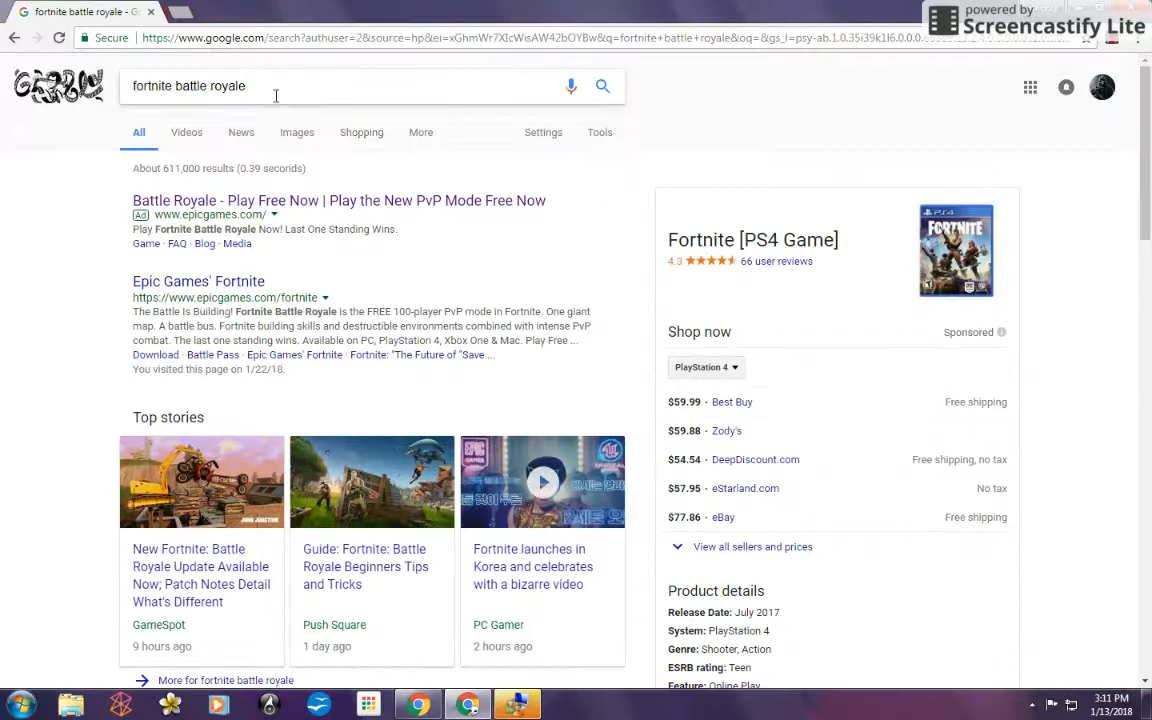 fortnite battle royale - G
powered by
Screencastify Lite
Secure
https://www.google.com/search?authuser=2&source=hp&ei=xGhmWr7XIcWisAW42bOYBw&q=fortnite+battle+royale&oq=&gs_l=psy-ab.1.0.35i39k1l6.0.0.0.
fortnite battle royale
All Videos News Images Shopping More Settings Tools
About 611,000 results (0.39 seconds)
Battle Royale - Play Free Now | Play the New PvP Mode Free Now
Ad www.epicgames.com/
Play Fortnite Battle Royale Now! Last One Standing Wins.
Game · FAQ · Blog · Media
Epic Games' Fortnite
https://www.epicgames.com/fortnite
The Battle Is Building! Fortnite Battle Royale is the FREE 100-player PvP mode in Fortnite. One giant
map. A battle bus. Fortnite building skills and destructible environments combined with intense PvP
combat. The last one standing wins. Available on PC, PlayStation 4, Xbox One & Mac. Play Free ...
Download · Battle Pass · Epic Games' Fortnite · Fortnite: "The Future of "Save ...
You visited this page on 1/22/18.
Top stories
JUNK JUNCTION
EPIC GAMES
UNREAL
New Fortnite: Battle
Royale Update Available
Now; Patch Notes Detail
What's Different
GameSpot
9 hours ago
Guide: Fortnite: Battle
Royale Beginners Tips
and Tricks
Push Square
1 day ago
Fortnite launches in
Korea and celebrates
with a bizarre video
PC Gamer
2 hours ago
More for fortnite battle royale
Fortnite [PS4 Game]
4.3 66 user reviews
PS4
FORTNITE
Shop now Sponsored
PlayStation 4
$59.99 · Best Buy Free shipping
$59.88 · Zody's
$54.54 · DeepDiscount.com Free shipping, no tax
$57.95 · eStarland.com No tax
$77.86 · eBay Free shipping
View all sellers and prices
Product details
Release Date: July 2017
System: PlayStation 4
Genre: Shooter, Action
ESRB rating: Teen
Feature: Online Play
3:11 PM
1/13/2018